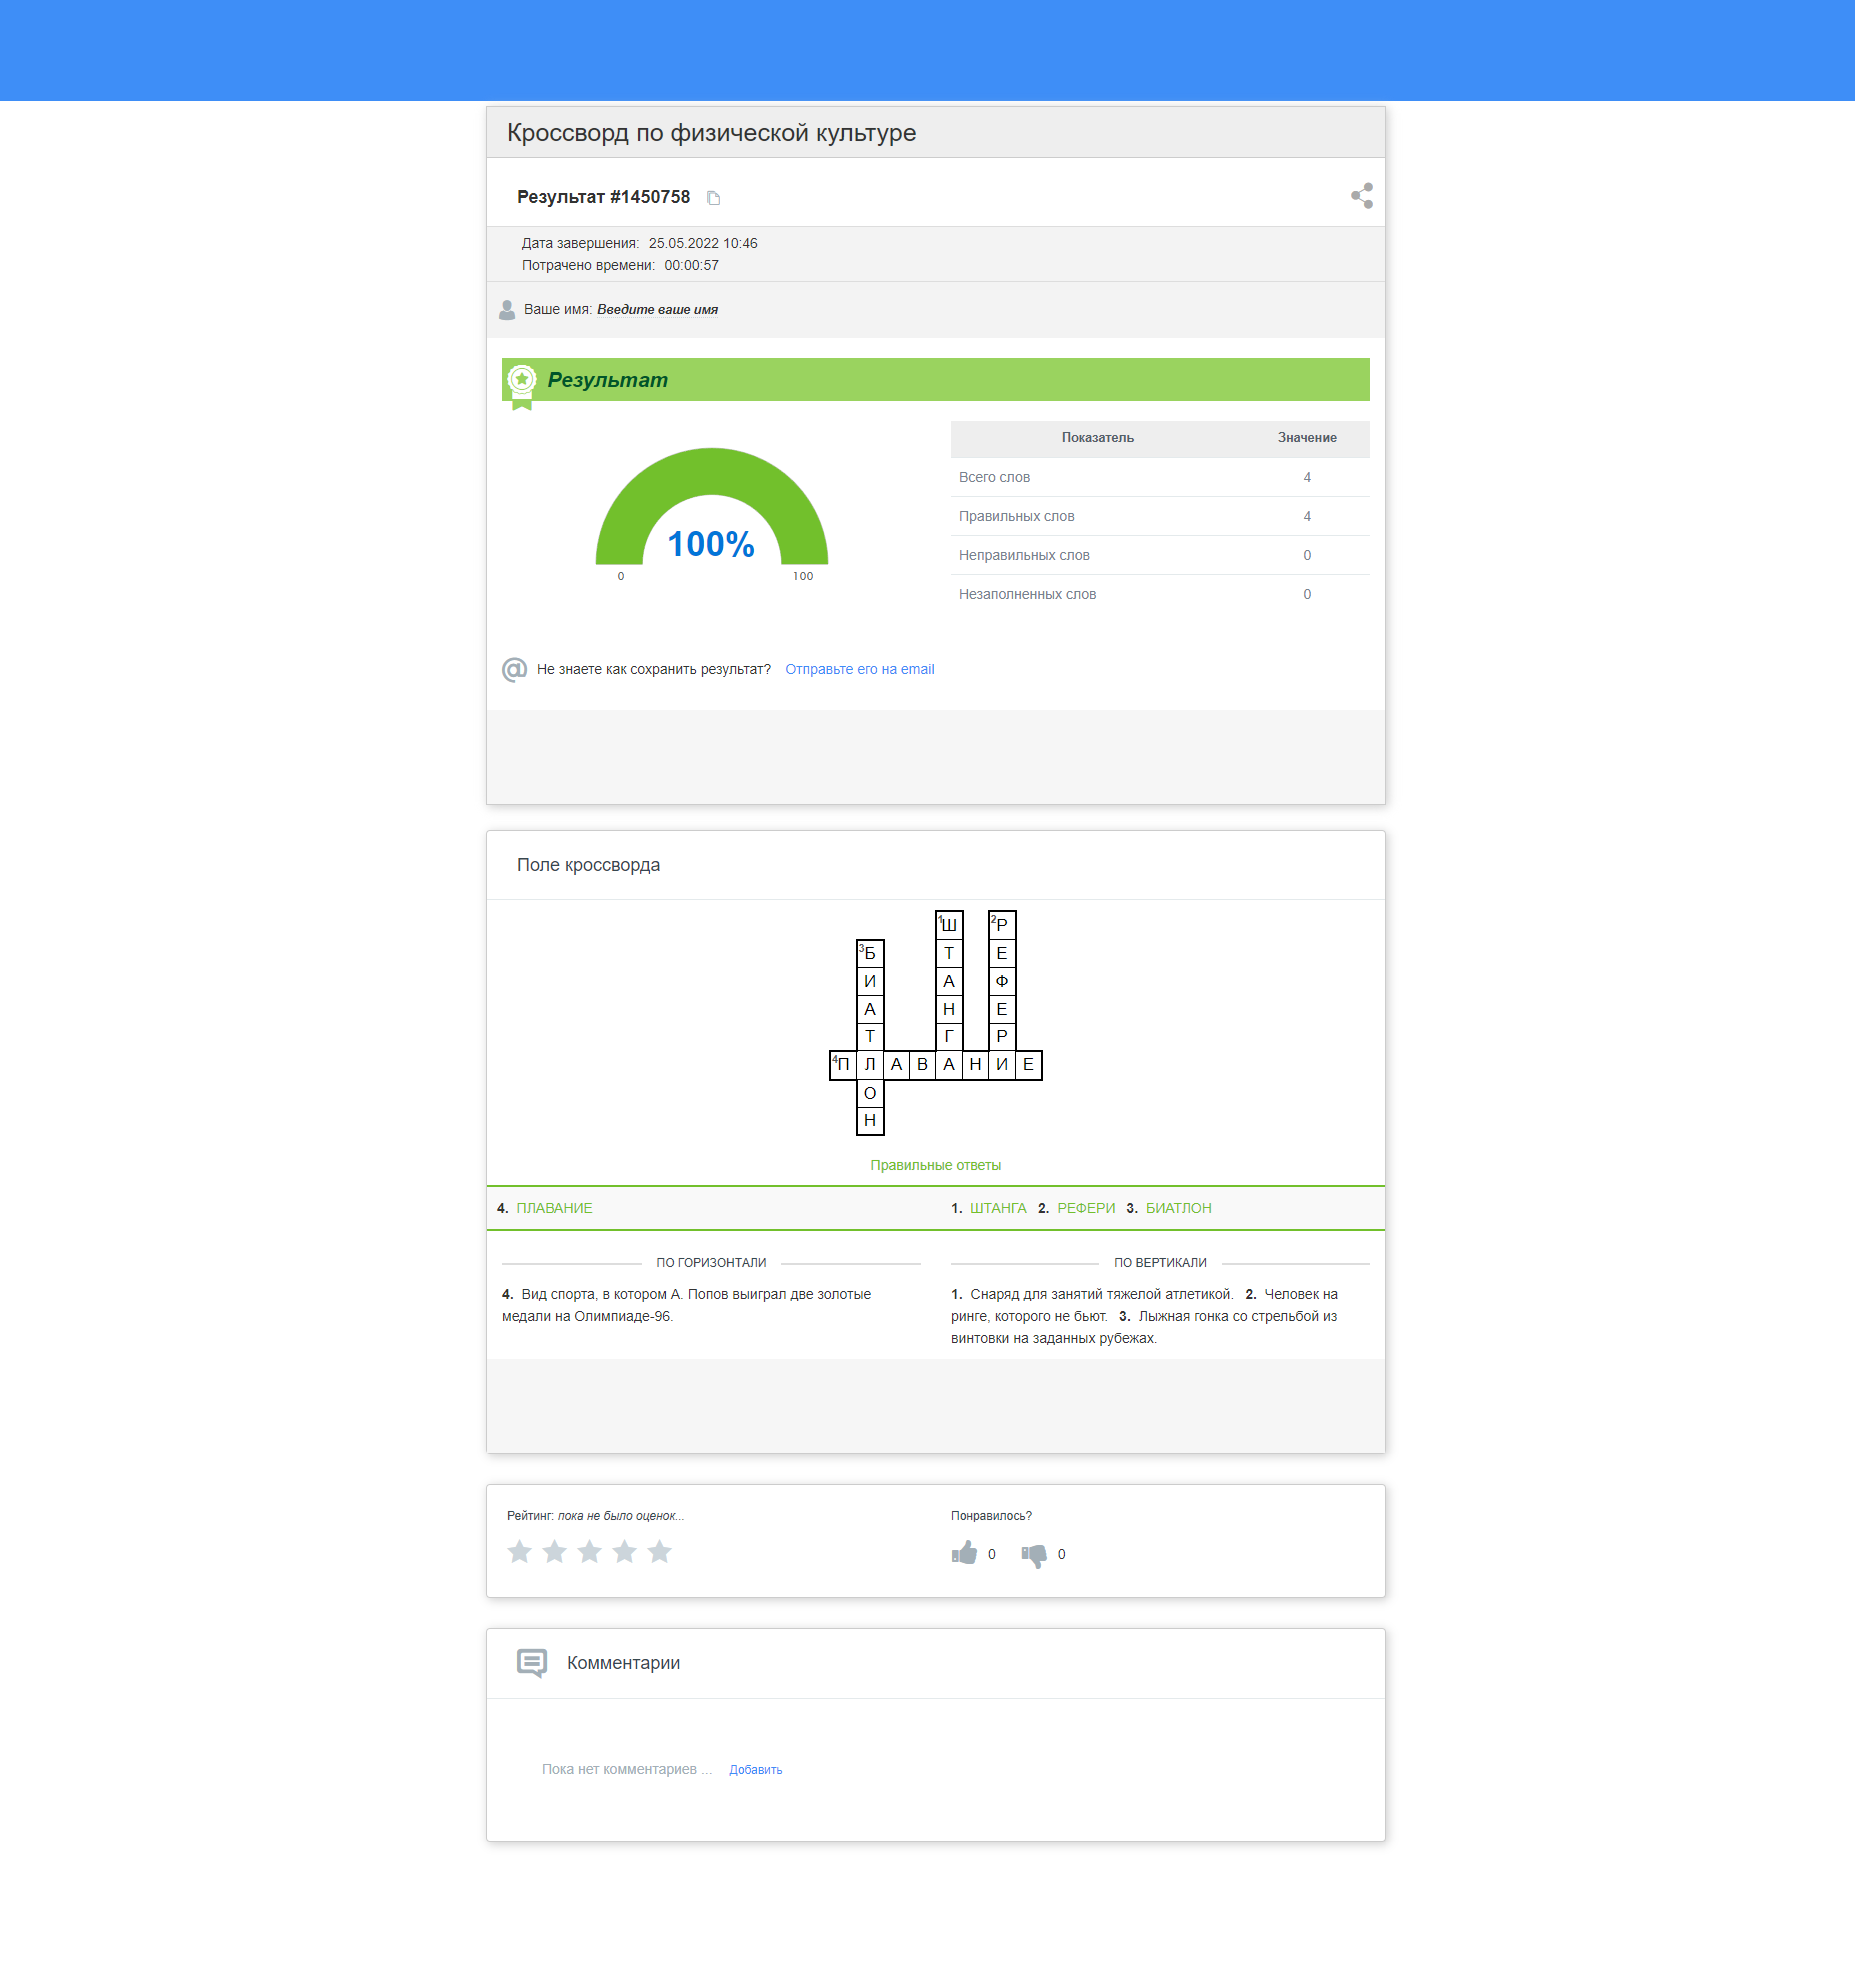 Кроссворд по физической культуре
Результат #1450758
Дата завершения: 25.05.2022 10:46
Потрачено времени: 00:00:57
Ваше имя: Введите ваше имя
Результат
100%
0 100
Показатель Значение
Всего слов 4
Правильных слов 4
Неправильных слов 0
Незаполненных слов 0
@ Не знаете как сохранить результат? Отправьте его на email
Поле кроссворда
1Ш 2Р
3Б Т Е
И А Ф
А Н Е
Т Г Р
4П Л А В А Н И Е
О
Н
Правильные ответы
4. ПЛАВАНИЕ
1. ШТАНГА 2. РЕФЕРИ 3. БИАТЛОН
ПО ГОРИЗОНТАЛИ
4. Вид спорта, в котором А. Попов выиграл две золотые
медали на Олимпиаде-96.
ПО ВЕРТИКАЛИ
1. Снаряд для занятий тяжелой атлетикой. 2. Человек на
ринге, которого не бьют. 3. Лыжная гонка со стрельбой из
винтовки на заданных рубежах.
Рейтинг: пока не было оценок...
Понравилось?
0 0
Комментарии
Пока нет комментариев ... Добавить